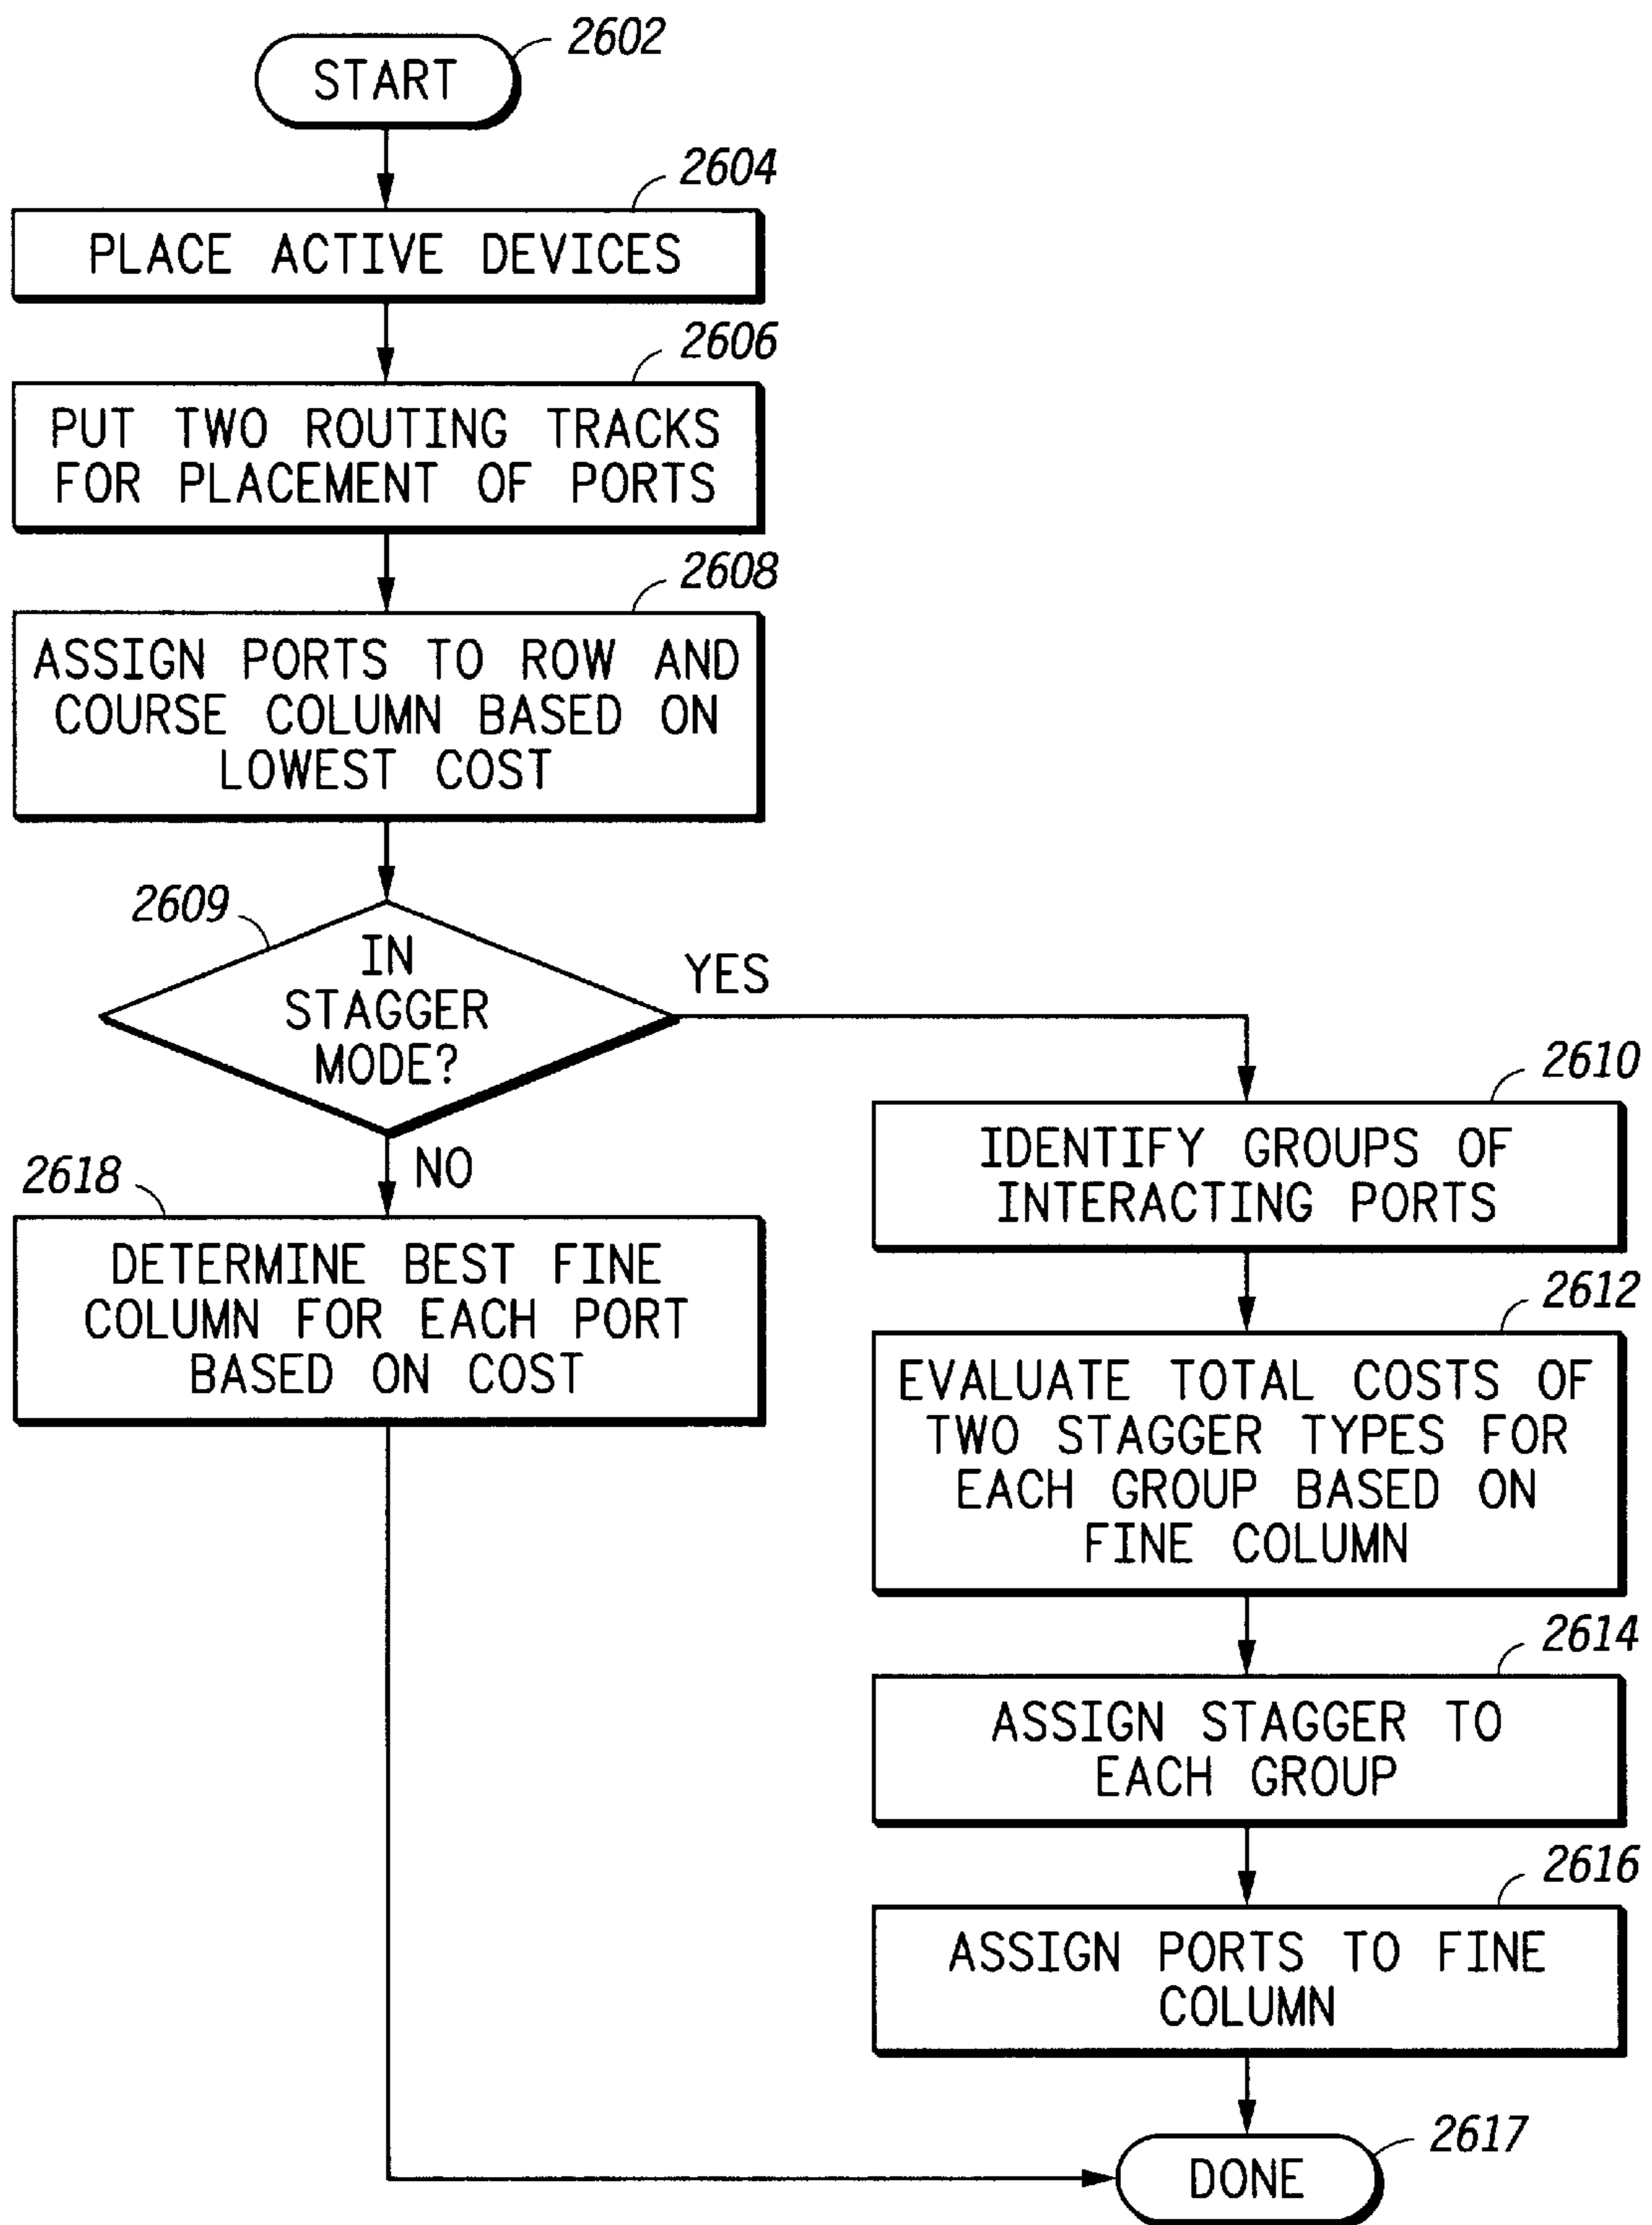 2602
START
2604
PLACE ACTIVE DEVICES
2606
PUT TWO ROUTING TRACKS
FOR PLACEMENT OF PORTS
2608
ASSIGN PORTS TO ROW AND
COURSE COLUMN BASED ON
LOWEST COST
2609
IN
STAGGER
MODE?
YES
NO
2618
DETERMINE BEST FINE
COLUMN FOR EACH PORT
BASED ON COST
2610
IDENTIFY GROUPS OF
INTERACTING PORTS
2612
EVALUATE TOTAL COSTS OF
TWO STAGGER TYPES FOR
EACH GROUP BASED ON
FINE COLUMN
2614
ASSIGN STAGGER TO
EACH GROUP
2616
ASSIGN PORTS TO FINE
COLUMN
2617
DONE